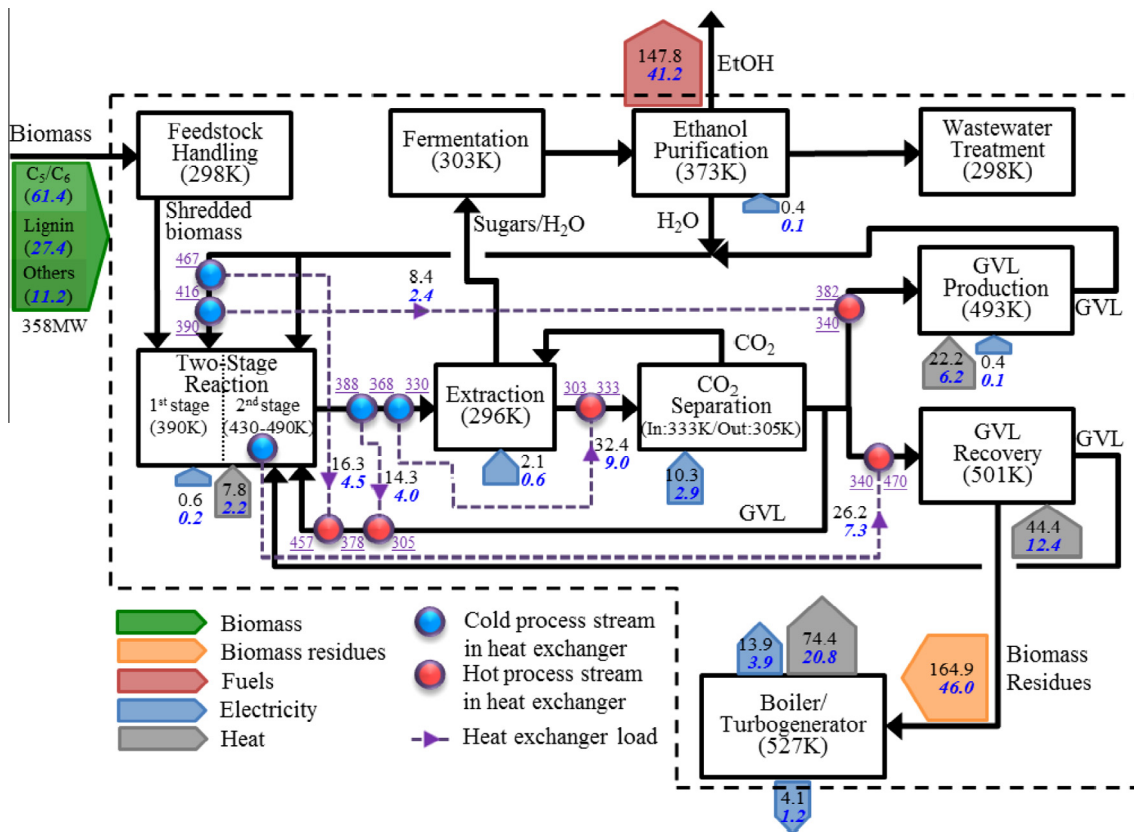 147.8
41.2
EtOH
Biomass
C5/C6
(61.4)
Lignin
(27.4)
Others
(11.2)
358MW
Feedstock
Handling
(298K)
Shredded
biomass
Fermentation
(303K)
Sugars/H2O
Ethanol
Purification
(373K)
0.4
0.1
H2O
Wastewater
Treatment
(298K)
467
416
390
8.4
2.4
382
340
GVL
Production
(493K)
GVL
22.2
6.2
0.4
0.1
Two-Stage
Reaction
1st stage
(390K)
2nd stage
(430-490K)
0.6
0.2
7.8
2.2
388
368
330
Extraction
(296K)
2.1
0.6
303
333
32.4
9.0
CO2
CO2
Separation
(In:333K/Out:305K)
10.3
2.9
GVL
Recovery
(501K)
GVL
340
470
26.2
7.3
44.4
12.4
16.3
4.5
14.3
4.0
GVL
457
378
305
Biomass
Biomass residues
Fuels
Electricity
Heat
Cold process stream
in heat exchanger
Hot process stream
in heat exchanger
Heat exchanger load
13.9
3.9
74.4
20.8
164.9
46.0
Biomass
Residues
Boiler/
Turbogenerator
(527K)
4.1
1.2